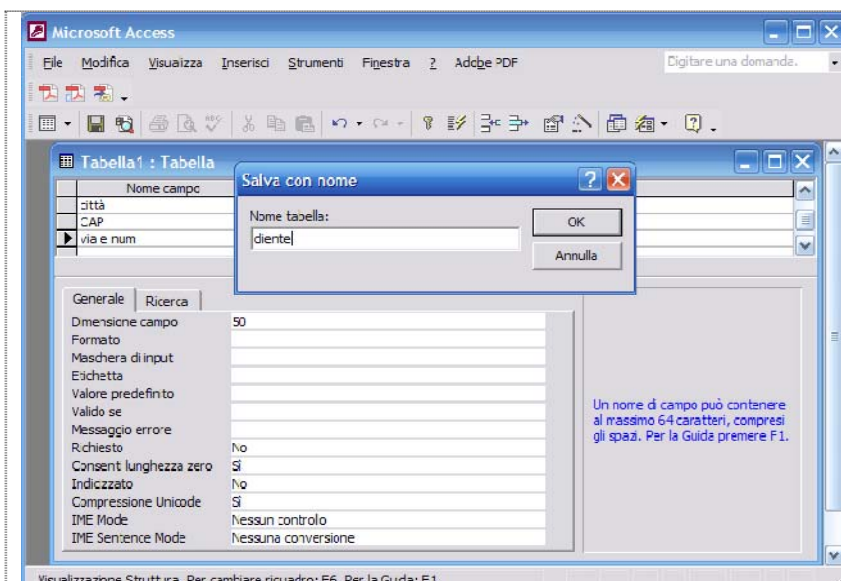 Microsoft Access
File Modifica Visualizza Inserisci Strumenti Finestra ? Adobe PDF Digitare una domanda.
Tabella1 : Tabella
Nome campo
città
CAP
via e num
Salva con nome
Nome tabella:
cliente
OK
Annulla
Generale Ricerca
Dimensione campo 50
Formato
Maschera di input
Etichetta
Valore predefinito
Valido se
Messaggio errore
Richiesto No
Consenti lunghezza zero Sì
Indicizzato No
Compressione Unicode Sì
IME Mode Nessun controllo
IME Sentence Mode Nessuna conversione
Un nome di campo può contenere
al massimo 64 caratteri, compresi
gli spazi. Per la Guida premere F1.
Visualizzazione Struttura. Per cambiare riquadro: F6. Per la Guida: F1.